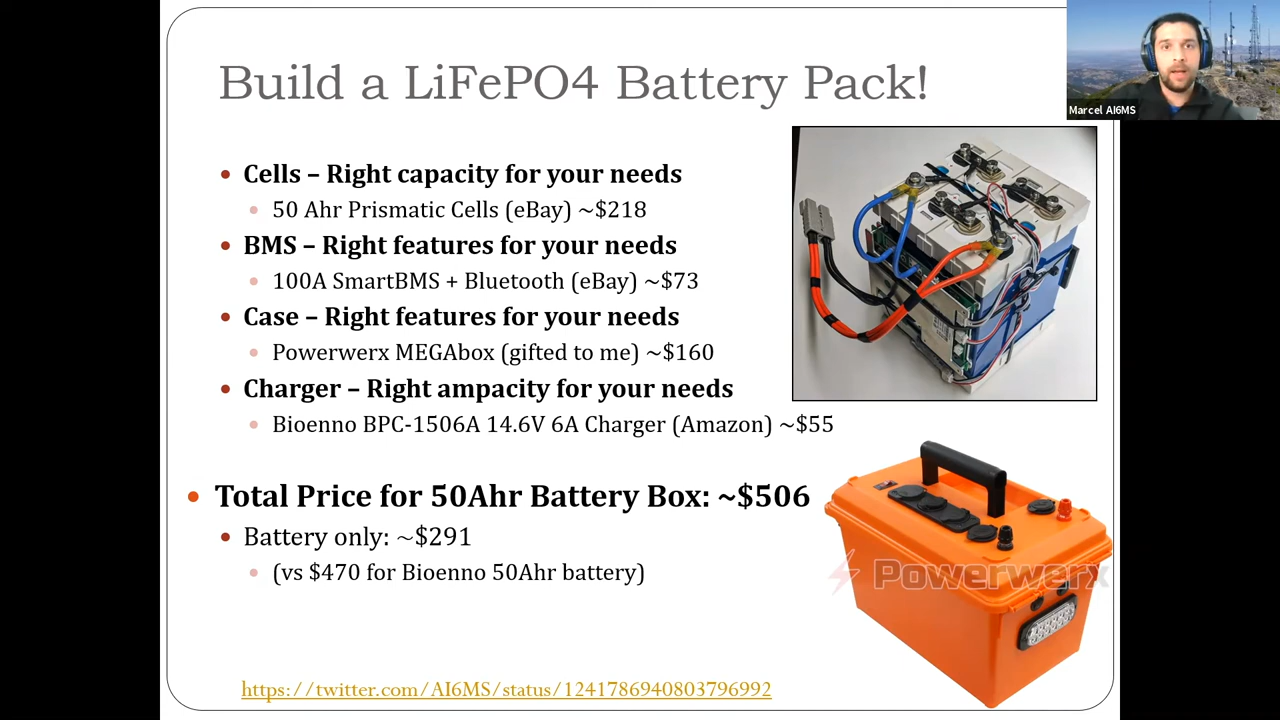 Build a LiFePO4 Battery Pack!
Marcel AI6MS
• Cells – Right capacity for your needs
• 50 Ahr Prismatic Cells (eBay) ~$218
• BMS – Right features for your needs
• 100A SmartBMS + Bluetooth (eBay) ~$73
• Case – Right features for your needs
• Powerwerx MEGAbox (gifted to me) ~$160
• Charger – Right ampacity for your needs
• Bioenno BPC-1506A 14.6V 6A Charger (Amazon) ~$55
• Total Price for 50Ahr Battery Box: ~$506
• Battery only: ~$291
• (vs $470 for Bioenno 50Ahr battery)
Powerwerx
https://twitter.com/AI6MS/status/1241786940803796992